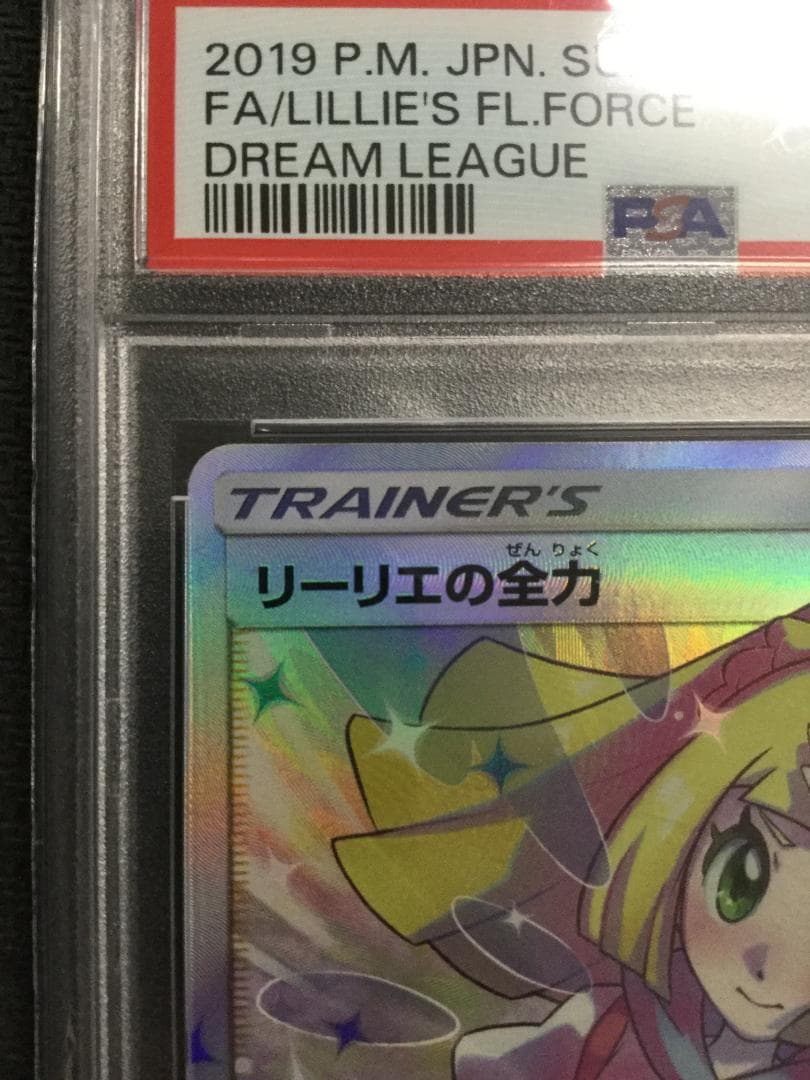 2019 P.M. JPN.
FA/LILLIE'S FL.FORCE
DREAM LEAGUE
PSA
TRAINER'S
ぜん りょく
リーリエの全力